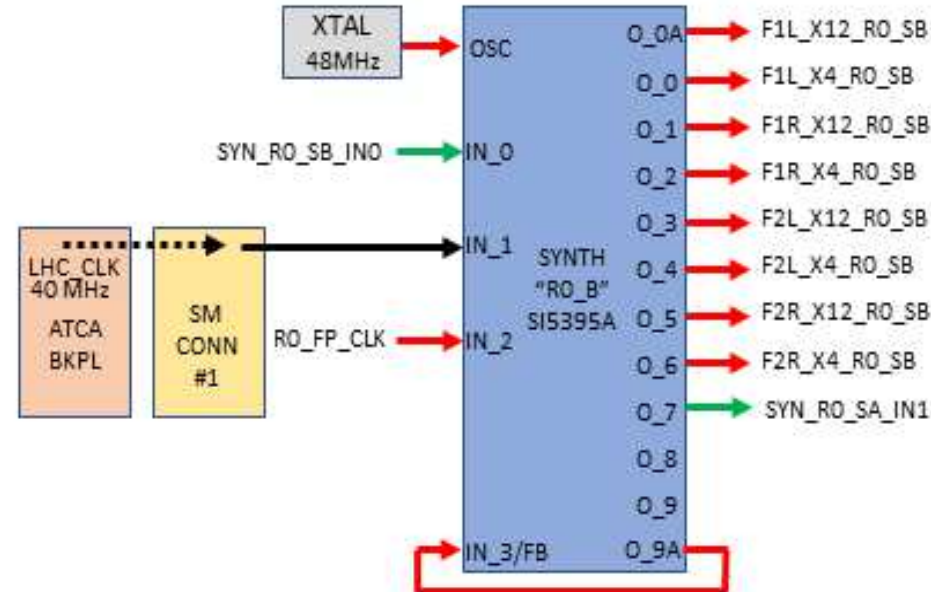 XTAL
48MHz
OSC
SYN_R0_SB_IN0
IN_0
IN_1
LHC_CLK
40 MHz
ATCA
BKPL
SM
CONN
#1
R0_FP_CLK
IN_2
IN_3/FB
SYNTH
“R0_B”
SI5395A
O_0A
F1L_X12_R0_SB
O_0
F1L_X4_R0_SB
O_1
F1R_X12_R0_SB
O_2
F1R_X4_R0_SB
O_3
F2L_X12_R0_SB
O_4
F2L_X4_R0_SB
O_5
F2R_X12_R0_SB
O_6
F2R_X4_R0_SB
O_7
SYN_R0_SA_IN1
O_8
O_9
O_9A